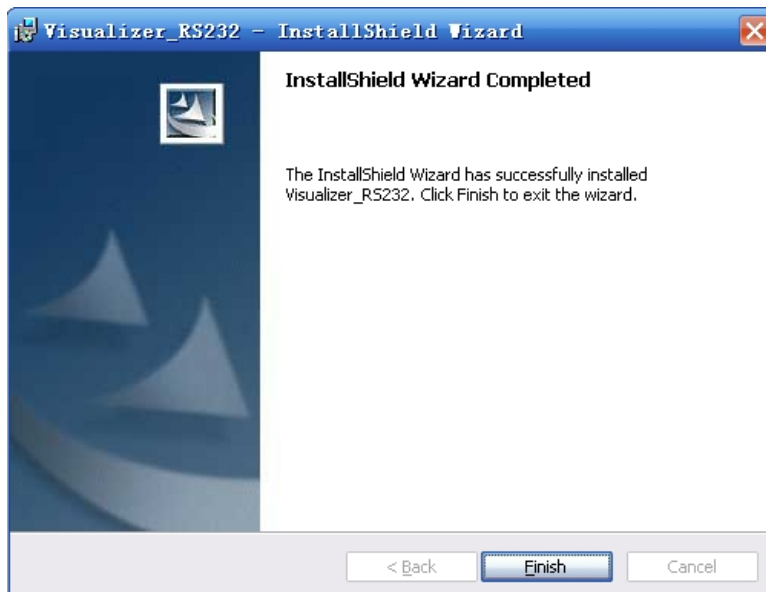 Visualizer_RS232 - InstallShield Wizard
InstallShield Wizard Completed
The InstallShield Wizard has successfully installed
Visualizer_RS232. Click Finish to exit the wizard.
< Back
Finish
Cancel